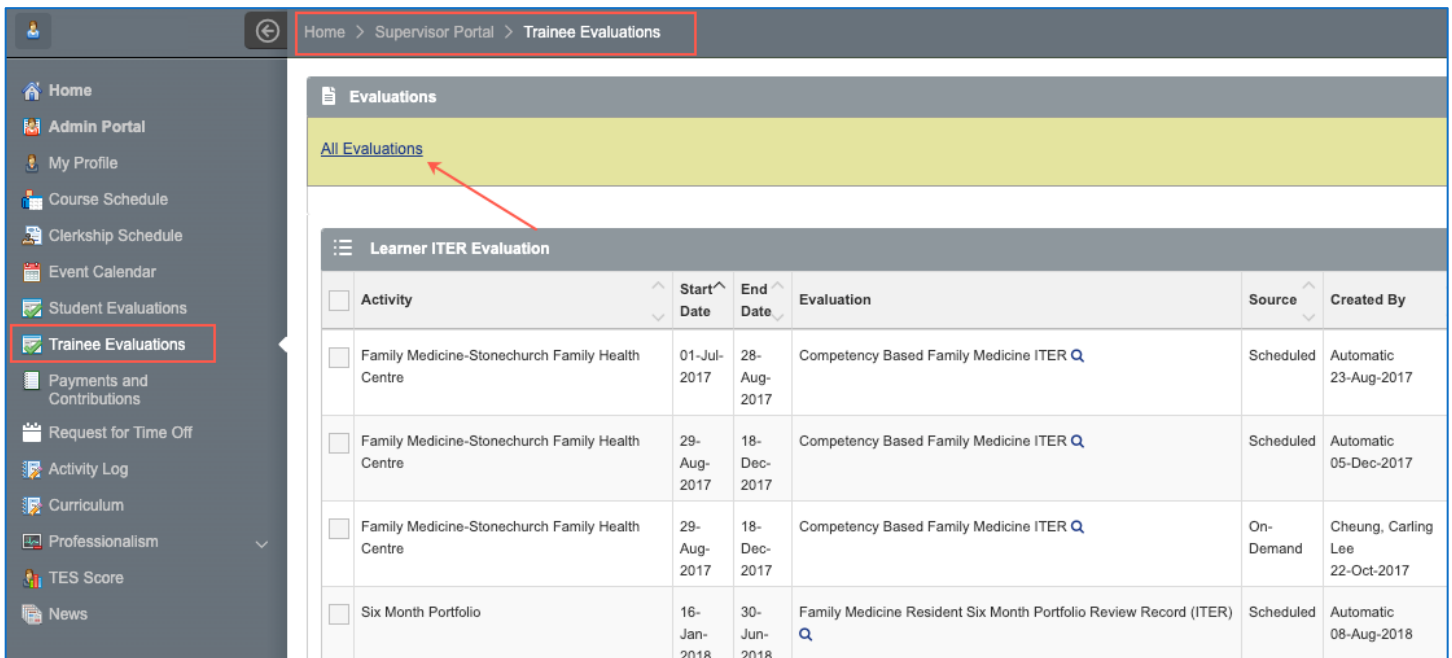 Home > Supervisor Portal > Trainee Evaluations
Home
Admin Portal
My Profile
Course Schedule
Clerkship Schedule
Event Calendar
Student Evaluations
Trainee Evaluations
Payments and
Contributions
Request for Time Off
Activity Log
Curriculum
Professionalism
TES Score
News
Evaluations
All Evaluations
Learner ITER Evaluation
Activity Start Date End Date Evaluation Source Created By
Family Medicine-Stonechurch Family Health 01-Jul- 28- Competency Based Family Medicine ITER Scheduled Automatic
Centre 2017 Aug- 23-Aug-2017
2017
Family Medicine-Stonechurch Family Health 29- 18- Competency Based Family Medicine ITER Scheduled Automatic
Centre Aug- Dec- 05-Dec-2017
2017 2017
Family Medicine-Stonechurch Family Health 29- 18- Competency Based Family Medicine ITER On- Cheung, Carling
Centre Aug- Dec- Demand Lee
2017 2017 22-Oct-2017
Six Month Portfolio 16- 30- Family Medicine Resident Six Month Portfolio Review Record (ITER) Scheduled Automatic
Jan- Jun- 08-Aug-2018
2018 2018